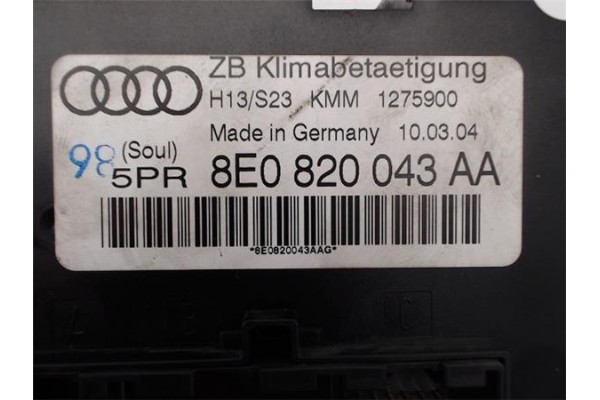 ZB Klimabetaetigung
H13/S23 KMM 1275900
Made in Germany 10.03.04
98 (Soul)
5PR 8E0 820 043 AA
*8E0820043AAG*